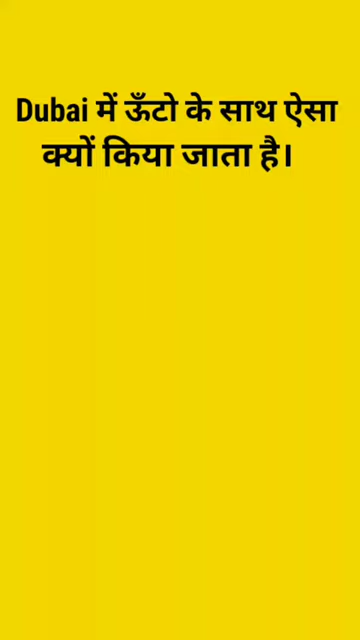 Dubai में ऊँटो के साथ ऐसा
क्यों किया जाता है।